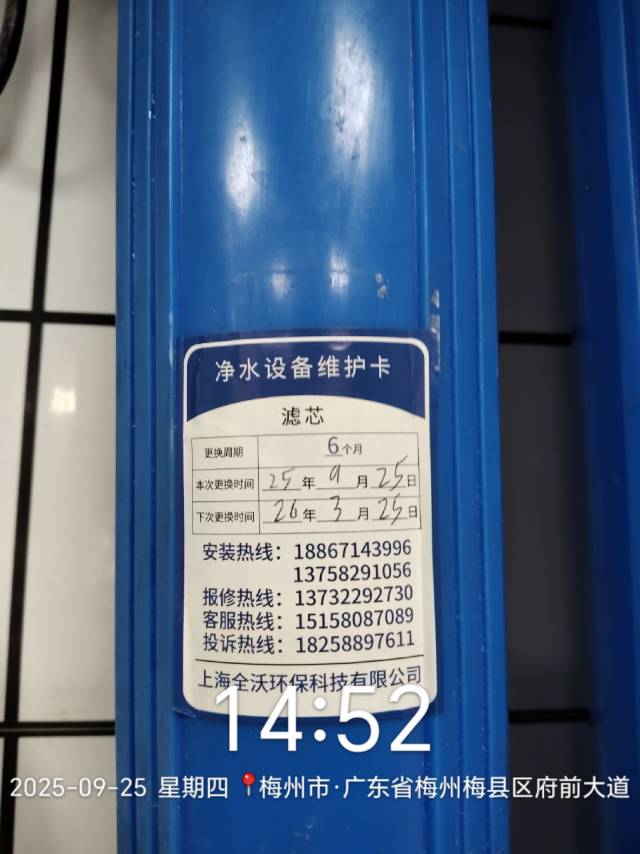 净水设备维护卡
滤芯
更换周期 6个月
本次更换时间 25年9月25日
下次更换时间 26年3月25日
安装热线：18867143996
13758291056
报修热线：13732292730
客服热线：15158087089
投诉热线：18258897611
上海全沃环保科技有限公司
14:52
2025-09-25 星期四 梅州市·广东省梅州梅县区府前大道